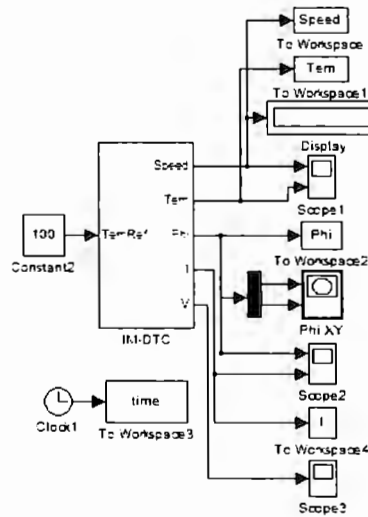 Speed
To Workspace
Tem
To Workspace1
Display
Speed
Scope1
Tem
100
TemRef
Phi
Phi
Constant2
To Workspace2
I
V
Phi XY
IM-DTC
Scope2
time
I
Clock1
To Workspace3
To Workspace4
Scope3